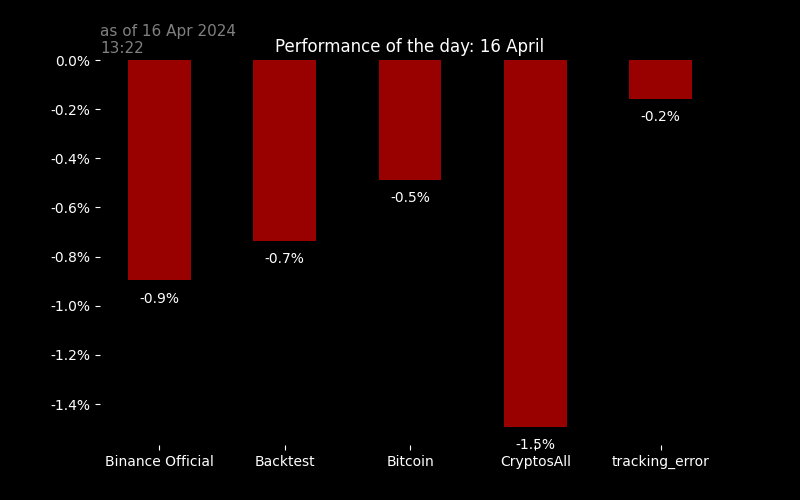 as of 16 Apr 2024
13:22
Performance of the day: 16 April
0.0%
-0.2%
-0.4%
-0.6%
-0.8%
-1.0%
-1.2%
-1.4%
-0.9%
-0.7%
-0.5%
-1.5%
-0.2%
Binance Official
Backtest
Bitcoin
CryptosAll
tracking_error